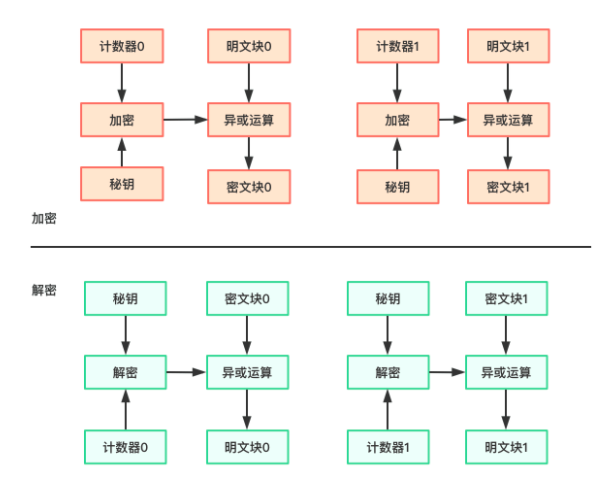 计数器0
明文块0
计数器1
明文块1
加密
异或运算
加密
异或运算
秘钥
密文块0
秘钥
密文块1
加密
解密
秘钥
密文块0
秘钥
密文块1
解密
异或运算
解密
异或运算
计数器0
明文块0
计数器1
明文块1